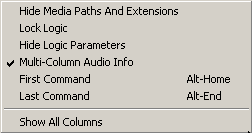 Hide Media Paths And Extensions
Lock Logic
Hide Logic Parameters
Multi-Column Audio Info
First Command Alt-Home
Last Command Alt-End
Show All Columns